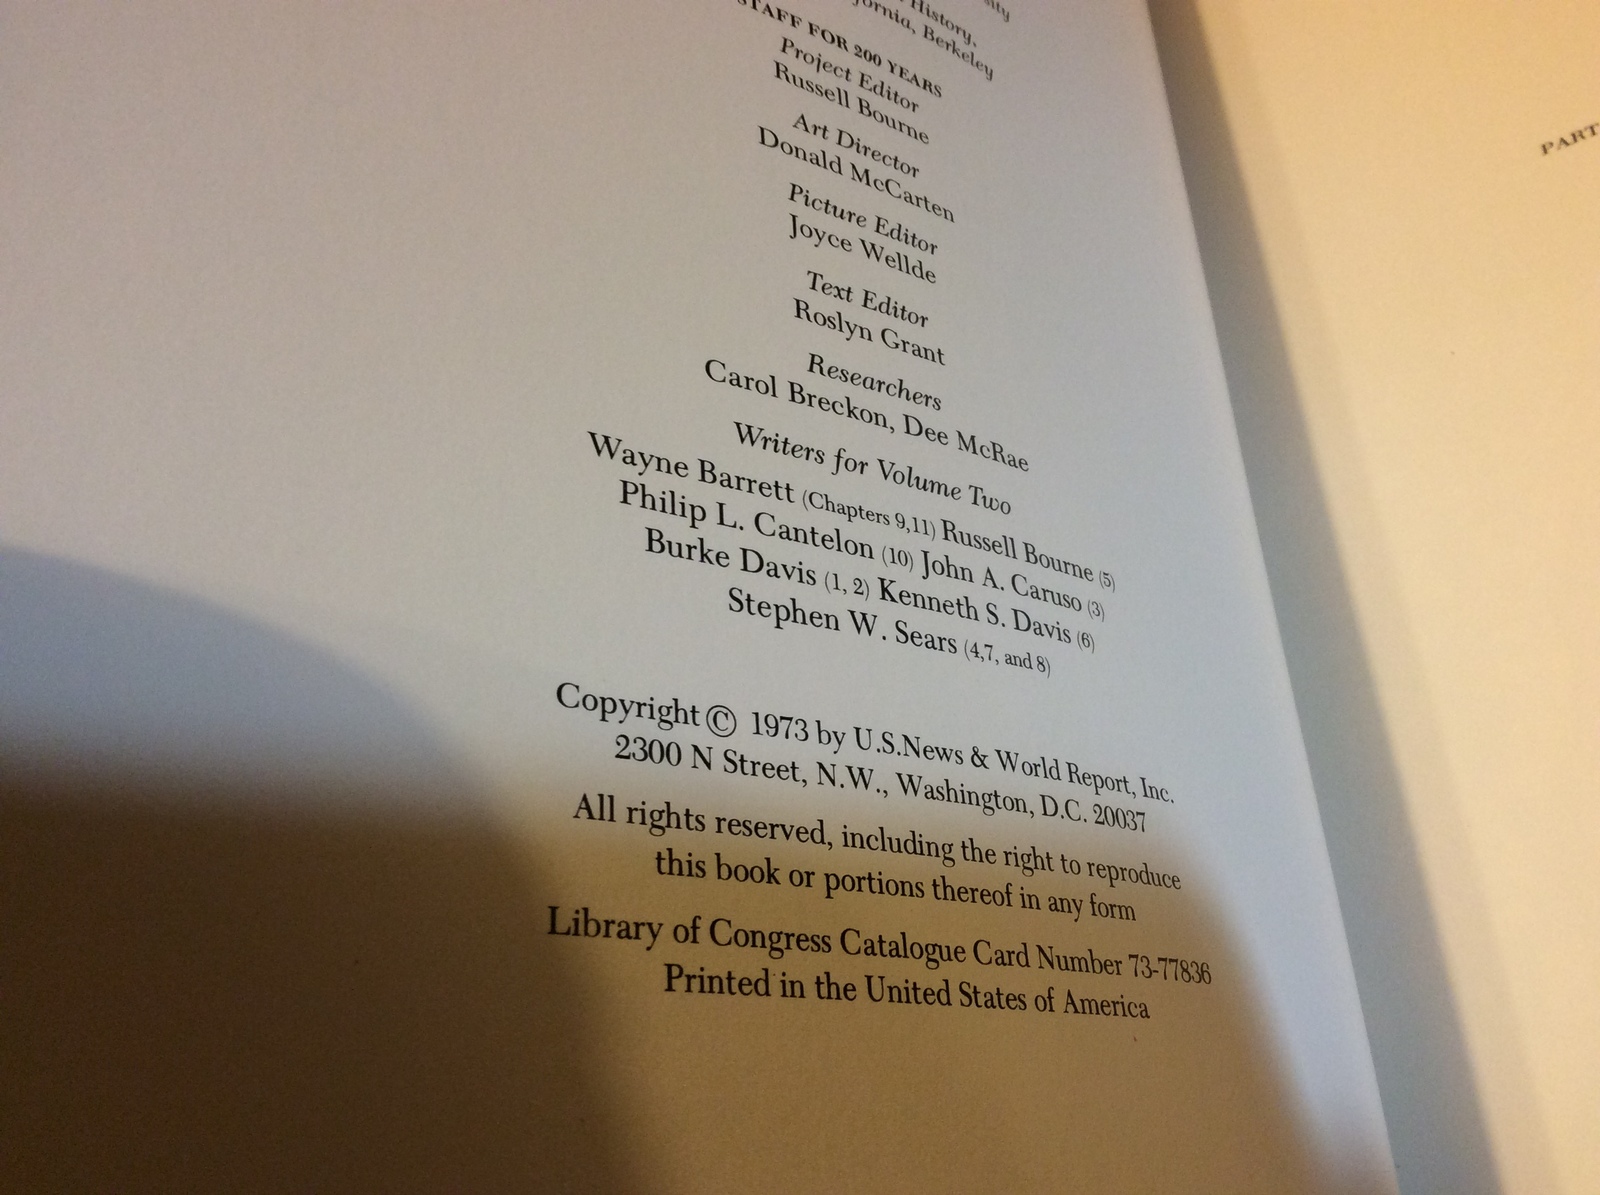 History,
Berkeley
STAFF FOR 200 YEARS
Project Editor
Russell Bourne
Art Director
Donald McCarten
Picture Editor
Joyce Wellde
Text Editor
Roslyn Grant
Researchers
Carol Breckon, Dee McRae
Writers for Volume Two
Wayne Barrett (Chapters 9,11) Russell Bourne (5)
Philip L. Cantelon (10) John A. Caruso (3)
Burke Davis (1, 2) Kenneth S. Davis (6)
Stephen W. Sears (4,7, and 8)
Copyright © 1973 by U.S.News & World Report, Inc.
2300 N Street, N.W., Washington, D.C. 20037
All rights reserved, including the right to reproduce
this book or portions thereof in any form
Library of Congress Catalogue Card Number 73-77836
Printed in the United States of America
PART